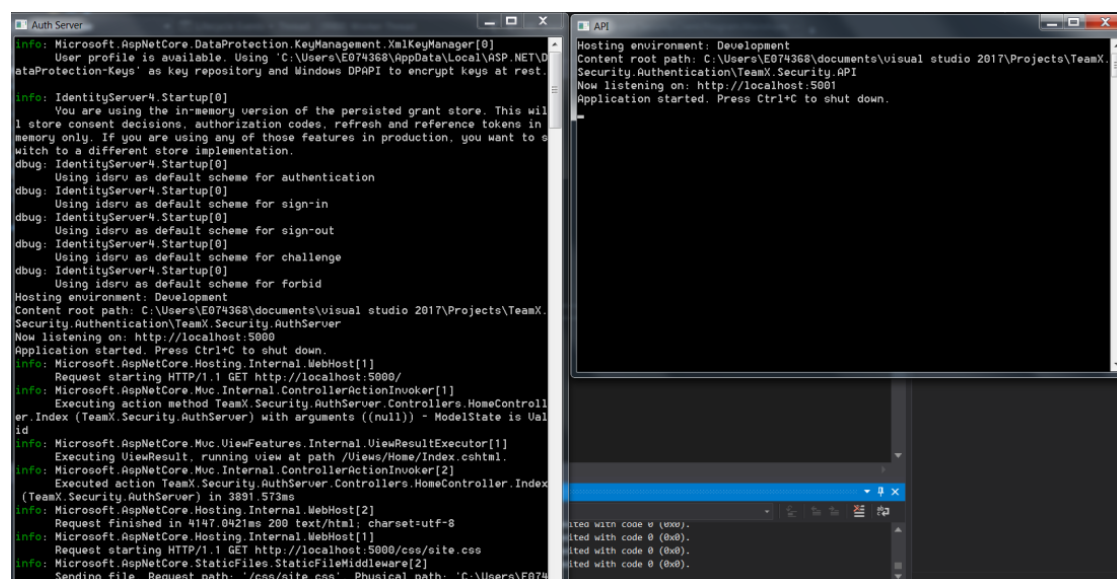 Auth Server
info: Microsoft.AspNetCore.DataProtection.KeyManagement.XmlKeyManager[0]
User profile is available. Using 'C:\Users\E074368\AppData\Local\ASP.NET\D
ataProtection-Keys' as key repository and Windows DPAPI to encrypt keys at rest.
info: IdentityServer4.Startup[0]
You are using the in-memory version of the persisted grant store. This wil
l store consent decisions, authorization codes, refresh and reference tokens in
memory only. If you are using any of those features in production, you want to s
witch to a different store implementation.
dbug: IdentityServer4.Startup[0]
Using idsrv as default scheme for authentication
dbug: IdentityServer4.Startup[0]
Using idsrv as default scheme for sign-in
dbug: IdentityServer4.Startup[0]
Using idsrv as default scheme for sign-out
dbug: IdentityServer4.Startup[0]
Using idsrv as default scheme for challenge
dbug: IdentityServer4.Startup[0]
Using idsrv as default scheme for forbid
Hosting environment: Development
Content root path: C:\Users\E074368\documents\visual studio 2017\Projects\TeamX.
Security.Authentication\TeamX.Security.AuthServer
Now listening on: http://localhost:5000
Application started. Press Ctrl+C to shut down.
info: Microsoft.AspNetCore.Hosting.Internal.WebHost[1]
Request starting HTTP/1.1 GET http://localhost:5000/
info: Microsoft.AspNetCore.Mvc.Internal.ControllerActionInvoker[1]
Executing action method TeamX.Security.AuthServer.Controllers.HomeControll
er.Index (TeamX.Security.AuthServer) with arguments ((null)) - ModelState is Val
id
info: Microsoft.AspNetCore.Mvc.ViewFeatures.Internal.ViewResultExecutor[1]
Executing ViewResult, running view at path /Views/Home/Index.cshtml.
info: Microsoft.AspNetCore.Mvc.Internal.ControllerActionInvoker[2]
Executed action TeamX.Security.AuthServer.Controllers.HomeController.Index
(TeamX.Security.AuthServer) in 3891.573ms
info: Microsoft.AspNetCore.Hosting.Internal.WebHost[2]
Request finished in 4147.0421ms 200 text/html; charset=utf-8
info: Microsoft.AspNetCore.Hosting.Internal.WebHost[1]
Request starting HTTP/1.1 GET http://localhost:5000/css/site.css
info: Microsoft.AspNetCore.StaticFiles.StaticFileMiddleware[2]
Sending file. Request path: '/css/site.css'. Physical path: 'C:\Users\E074
API
Hosting environment: Development
Content root path: C:\Users\E074368\documents\visual studio 2017\Projects\TeamX.
Security.Authentication\TeamX.Security.API
Now listening on: http://localhost:5001
Application started. Press Ctrl+C to shut down.
ited with code 0 (0x0).
ited with code 0 (0x0).
ited with code 0 (0x0).
ited with code 0 (0x0).